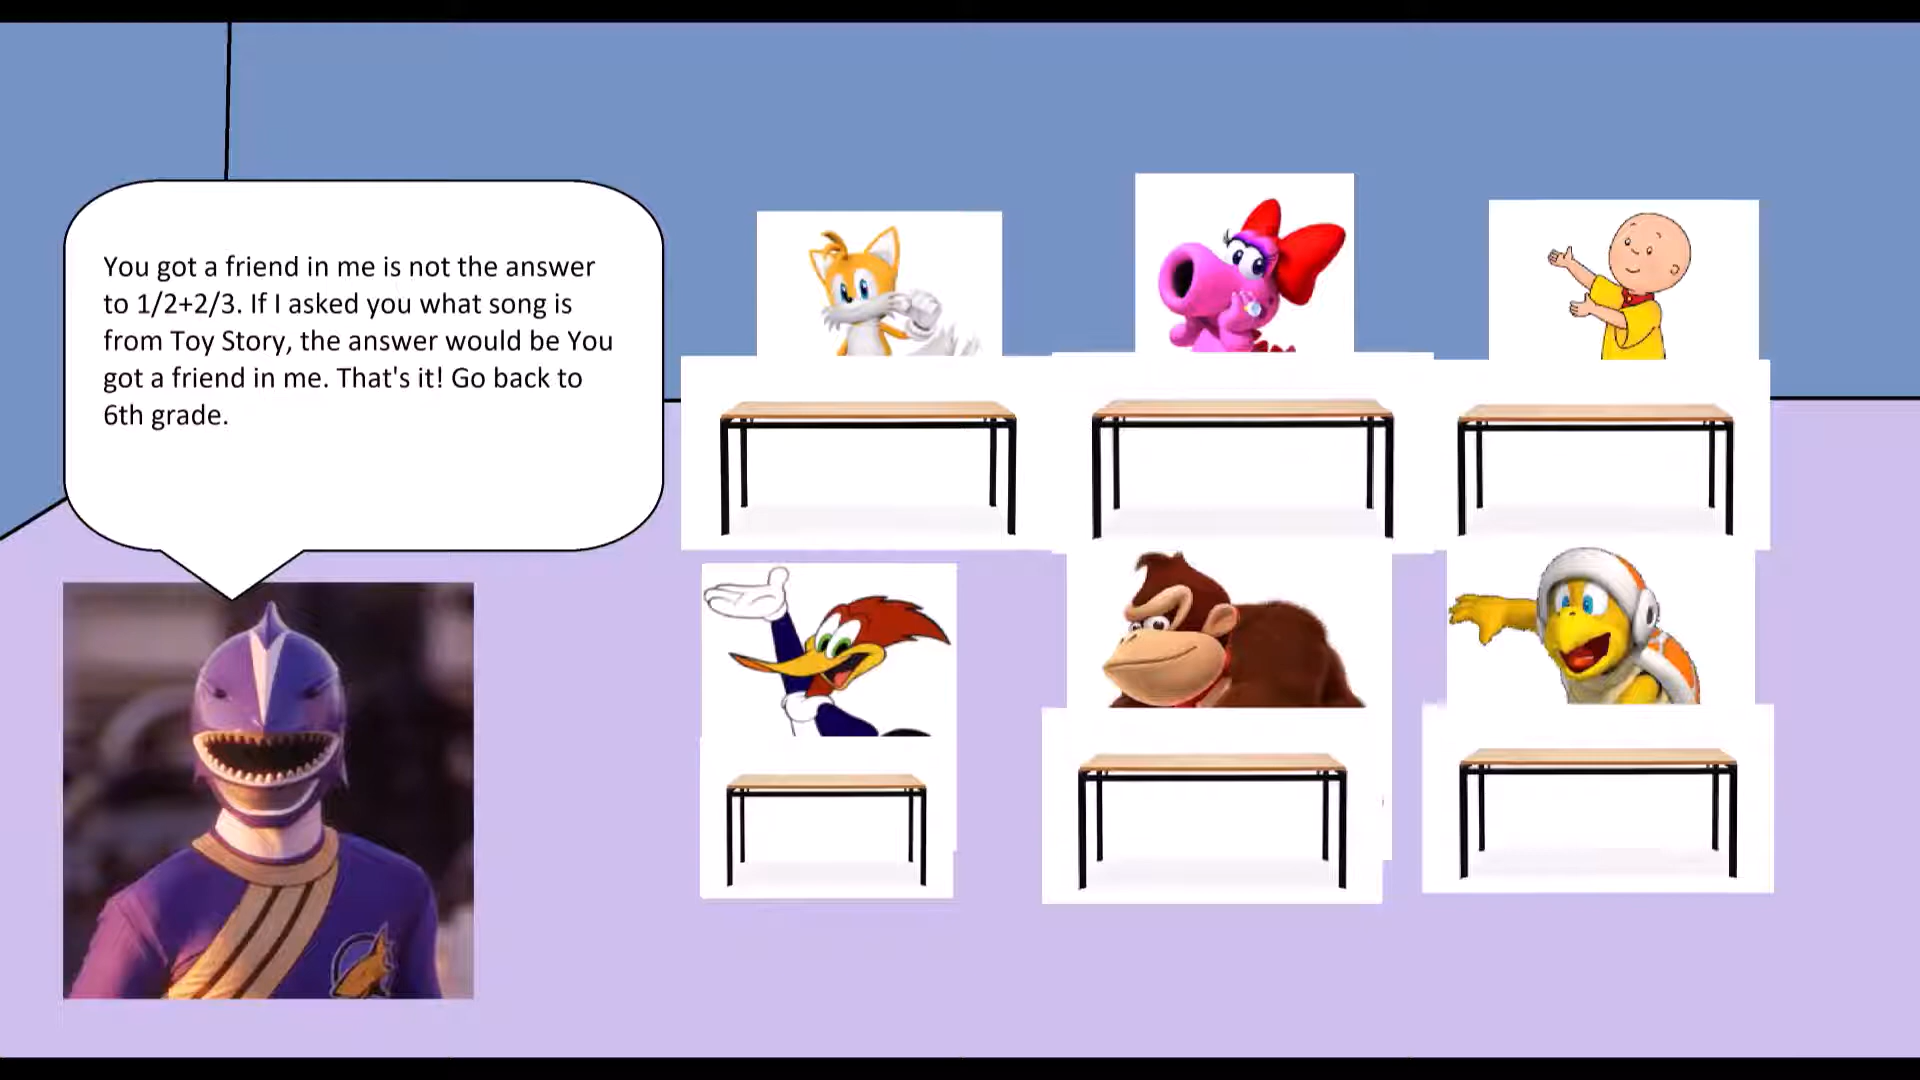 You got a friend in me is not the answer
to 1/2+2/3. If I asked you what song is
from Toy Story, the answer would be You
got a friend in me. That's it! Go back to
6th grade.